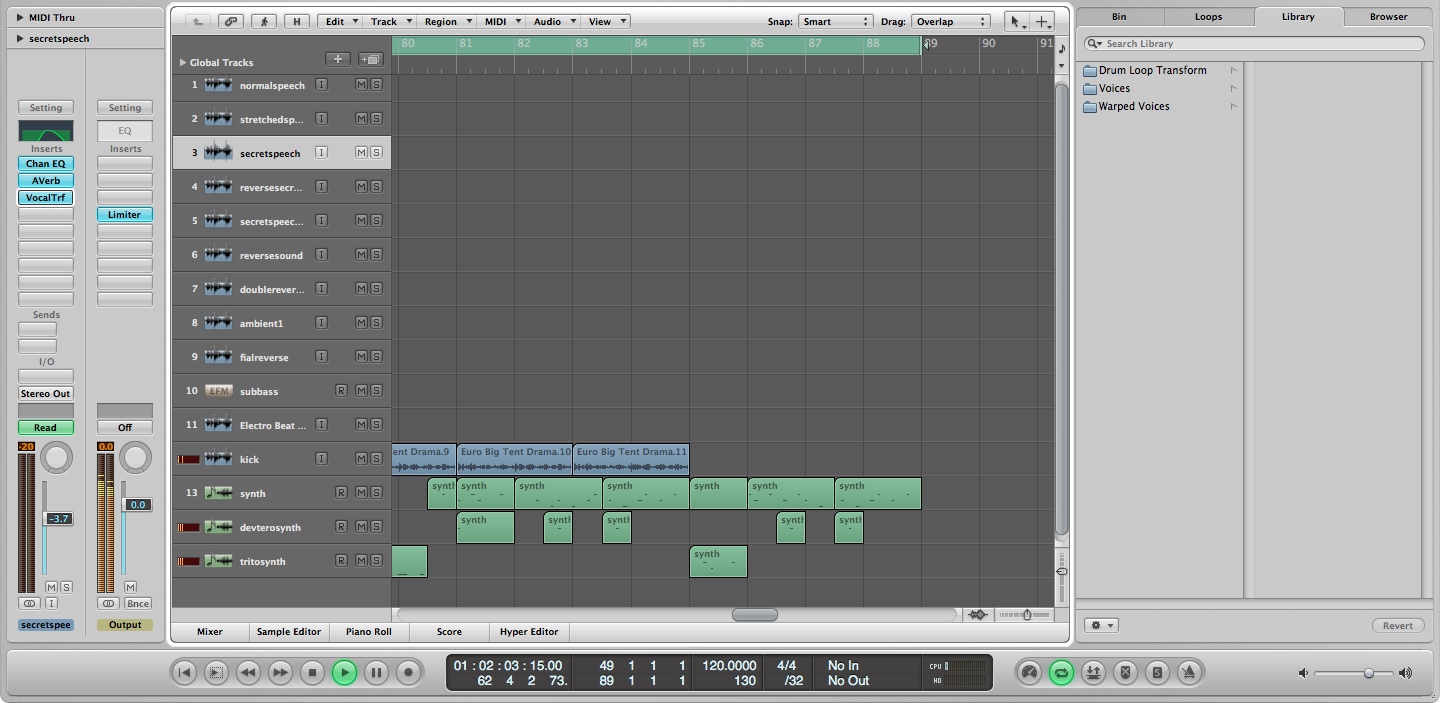 MIDI Thru
secretspeech
Setting
Setting
EQ
Inserts
Inserts
Chan EQ
AVerb
VocalTrf
Limiter
Sends
I/O
Stereo Out
Read
Off
-20
0.0
-3.7
0.0
M S
M
I
Bnce
secretspee
Output
H Edit Track Region MIDI Audio View Snap: Smart Drag: Overlap
80 81 82 83 84 85 86 87 88 89 90 91
Global Tracks
1 normalspeech I M S
2 stretchedsp... I M S
3 secretspeech I M S
4 reversesecr... I M S
5 secretspeec... I M S
6 reversesound I M S
7 doublerever... I M S
8 ambient1 I M S
9 fialreverse I M S
10 EFM subbass R M S
11 Electro Beat ... I M S
kick I M S
ent Drama.9 Euro Big Tent Drama.10 Euro Big Tent Drama.11
13 synth R M S
synth synth synth synth synth synth synth
devterosynth R M S
synth synth synth synth synth
tritosynth R M S
synth
Mixer Sample Editor Piano Roll Score Hyper Editor
Bin Loops Library Browser
Search Library
Drum Loop Transform
Voices
Warped Voices
Revert
01 : 02 : 03 : 15.00 49 1 1 1 120.0000 4/4 No In CPU
62 4 2 73. 89 1 1 1 130 /32 No Out HD
S